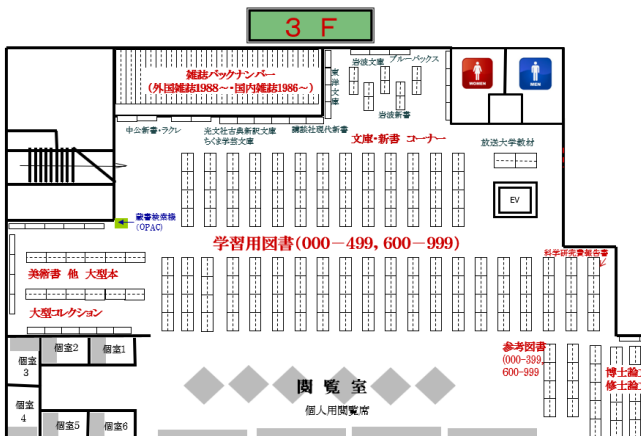 3 F
雑誌バックナンバー
(外国雑誌1988～・国内雑誌1986～)
東洋文庫
岩波文庫
ブルーバックス
岩波新書
WOMEN
MEN
中公新書・ラクレ
光文社古典新訳文庫
ちくま学芸文庫
講談社現代新書
文庫・新書 コーナー
放送大学教材
EV
蔵書検索機
(OPAC)
学習用図書(000－499, 600－999)
科学研究費報告書
美術書 他 大型本
大型コレクション
個室2
個室1
個室
3
個室
4
個室5
個室6
閲 覧 室
個人用閲覧席
参考図書
(000-399,
600-999
博士論
修士論